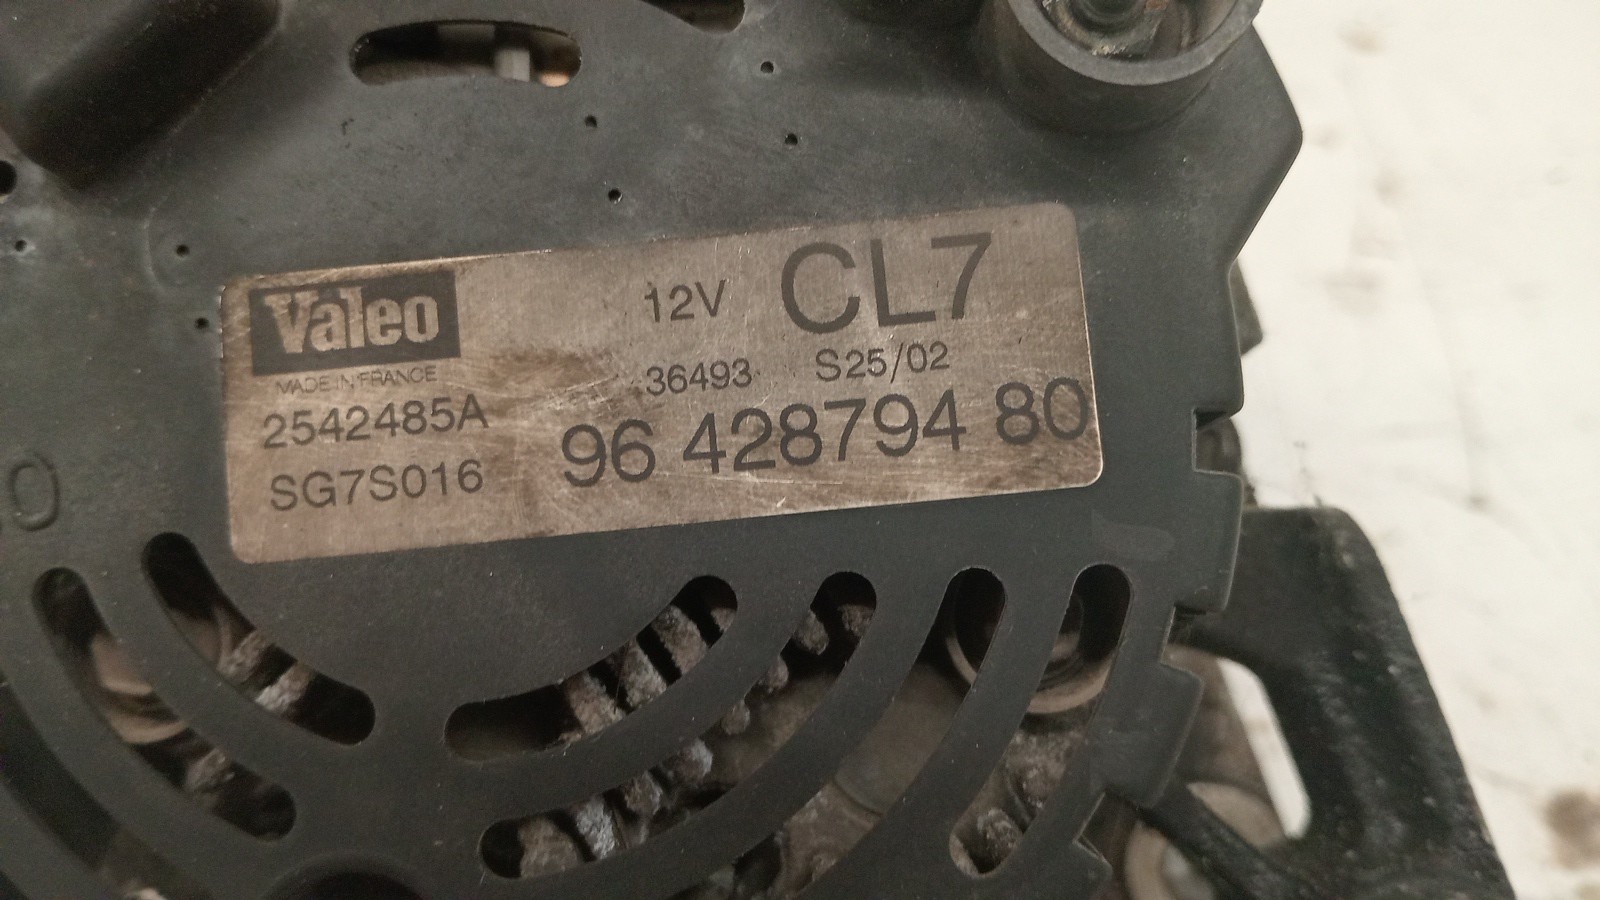 Valeo
MADE IN FRANCE
2542485A
SG7S016
12V CL7
36493 S25/02
96 428794 80